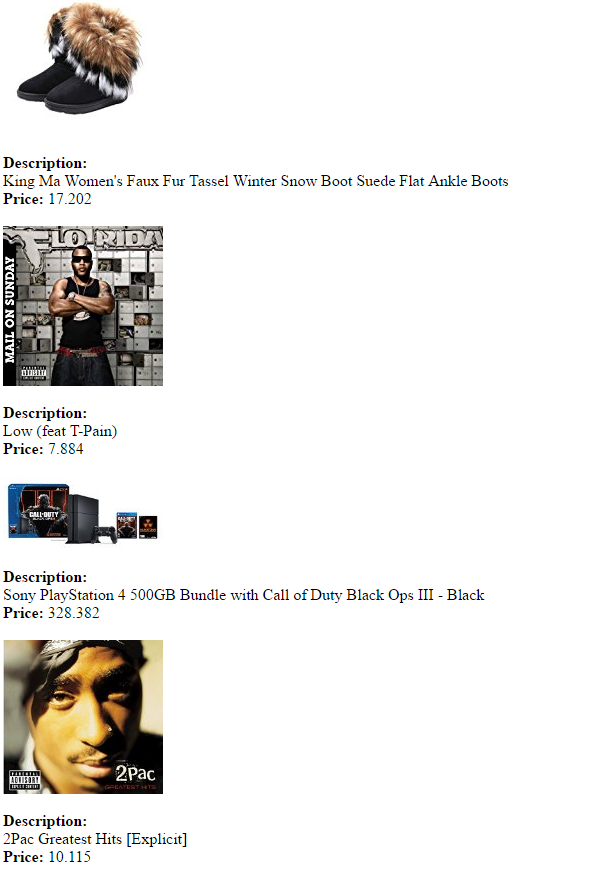 Description:
King Ma Women's Faux Fur Tassel Winter Snow Boot Suede Flat Ankle Boots
Price: 17.202
FLO RIDA
MAIL ON SUNDAY
PARENTAL
ADVISORY
EXPLICIT CONTENT
Description:
Low (feat T-Pain)
Price: 7.884
CALL OF DUTY
BLACK OPS
Description:
Sony PlayStation 4 500GB Bundle with Call of Duty Black Ops III - Black
Price: 328.382
PARENTAL
ADVISORY
EXPLICIT CONTENT
2Pac
GREATEST HITS
Description:
2Pac Greatest Hits [Explicit]
Price: 10.115